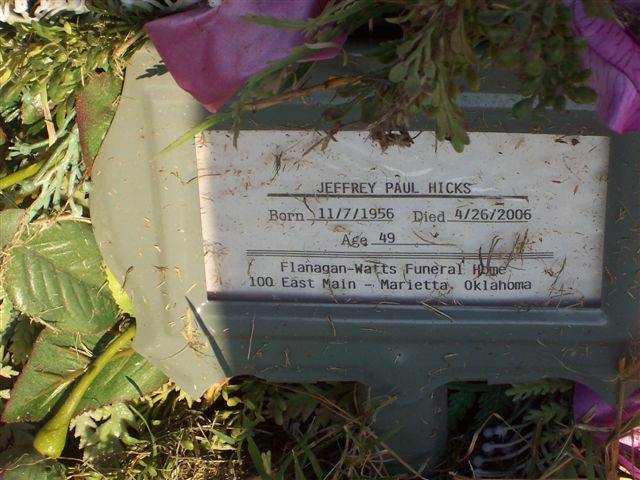 JEFFREY PAUL HICKS
Born 11/7/1956 Died 4/26/2006
Age 49
Flanagan-Watts Funeral Home
100 East Main - Marietta, Oklahoma